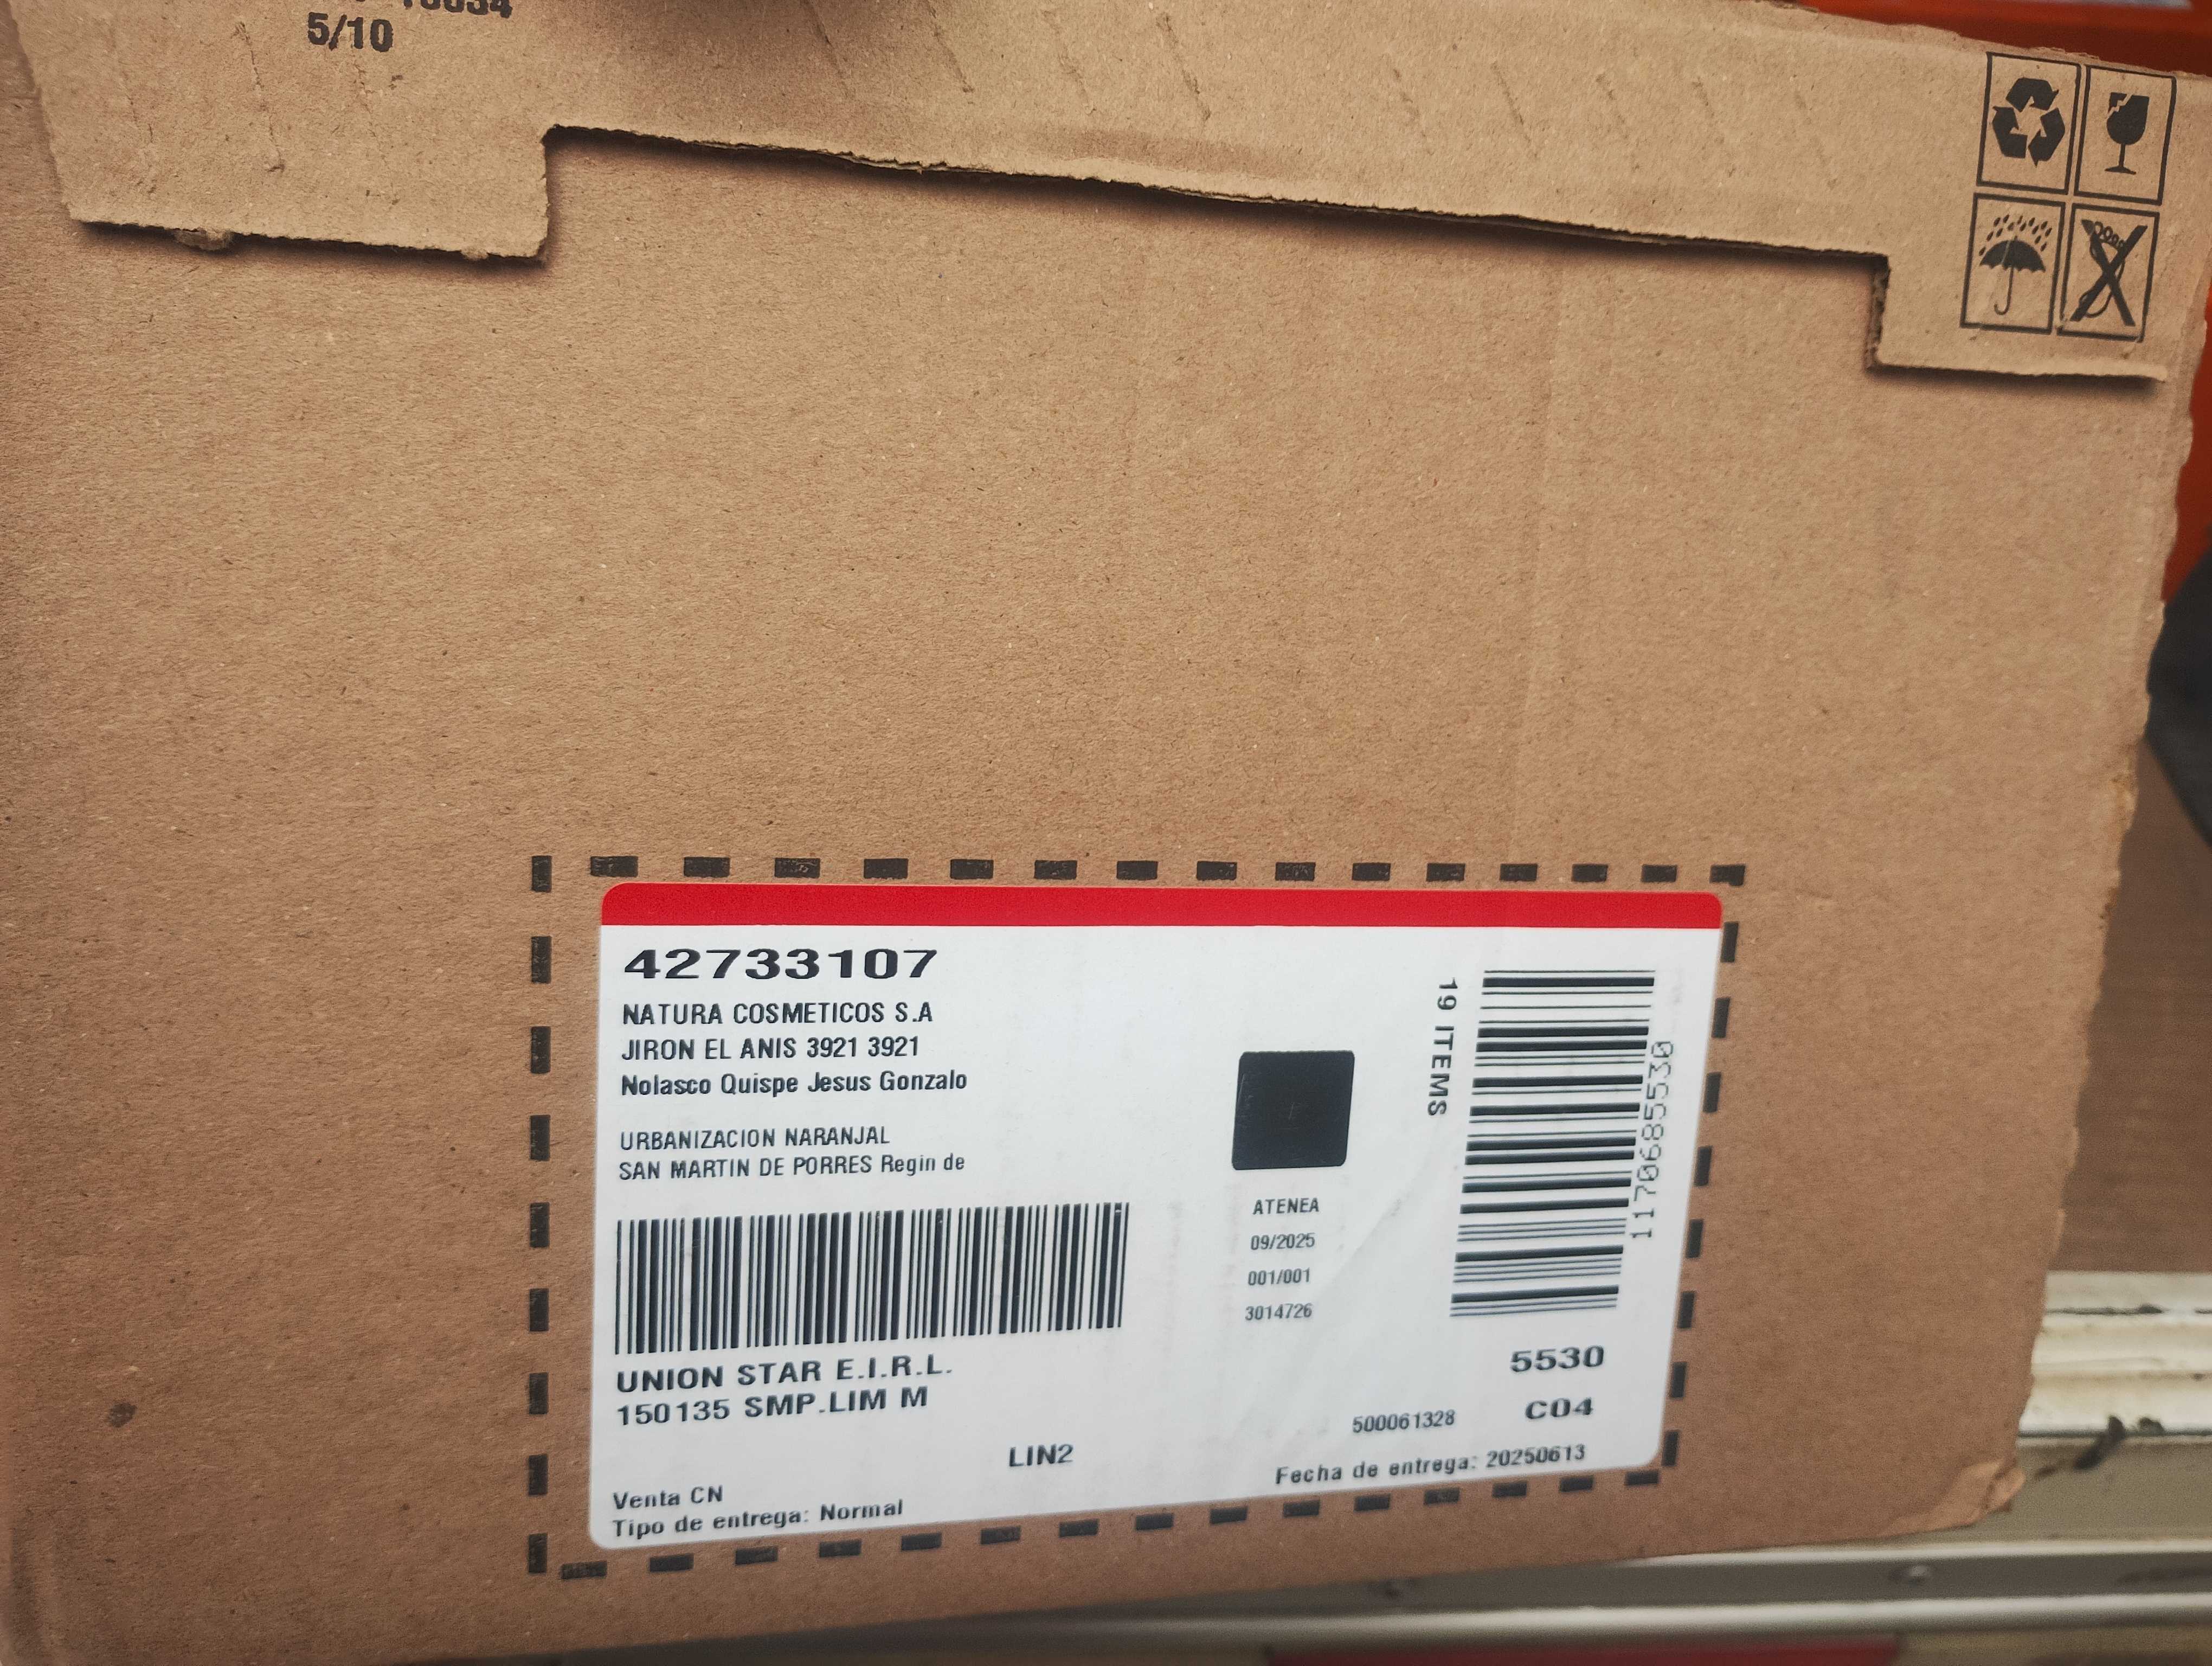 5/10
42733107
NATURA COSMETICOS S.A
JIRON EL ANIS 3921 3921
Nolasco Quispe Jesus Gonzalo
URBANIZACION NARANJAL
SAN MARTIN DE PORRES Regin de
UNION STAR E.I.R.L.
150135 SMP.LIM M
LIN2
Venta CN
Tipo de entrega: Normal
ATENEA
09/2025
001/001
3014726
19 ITEMS
1170685530
5530
C04
500061328
Fecha de entrega: 20250613